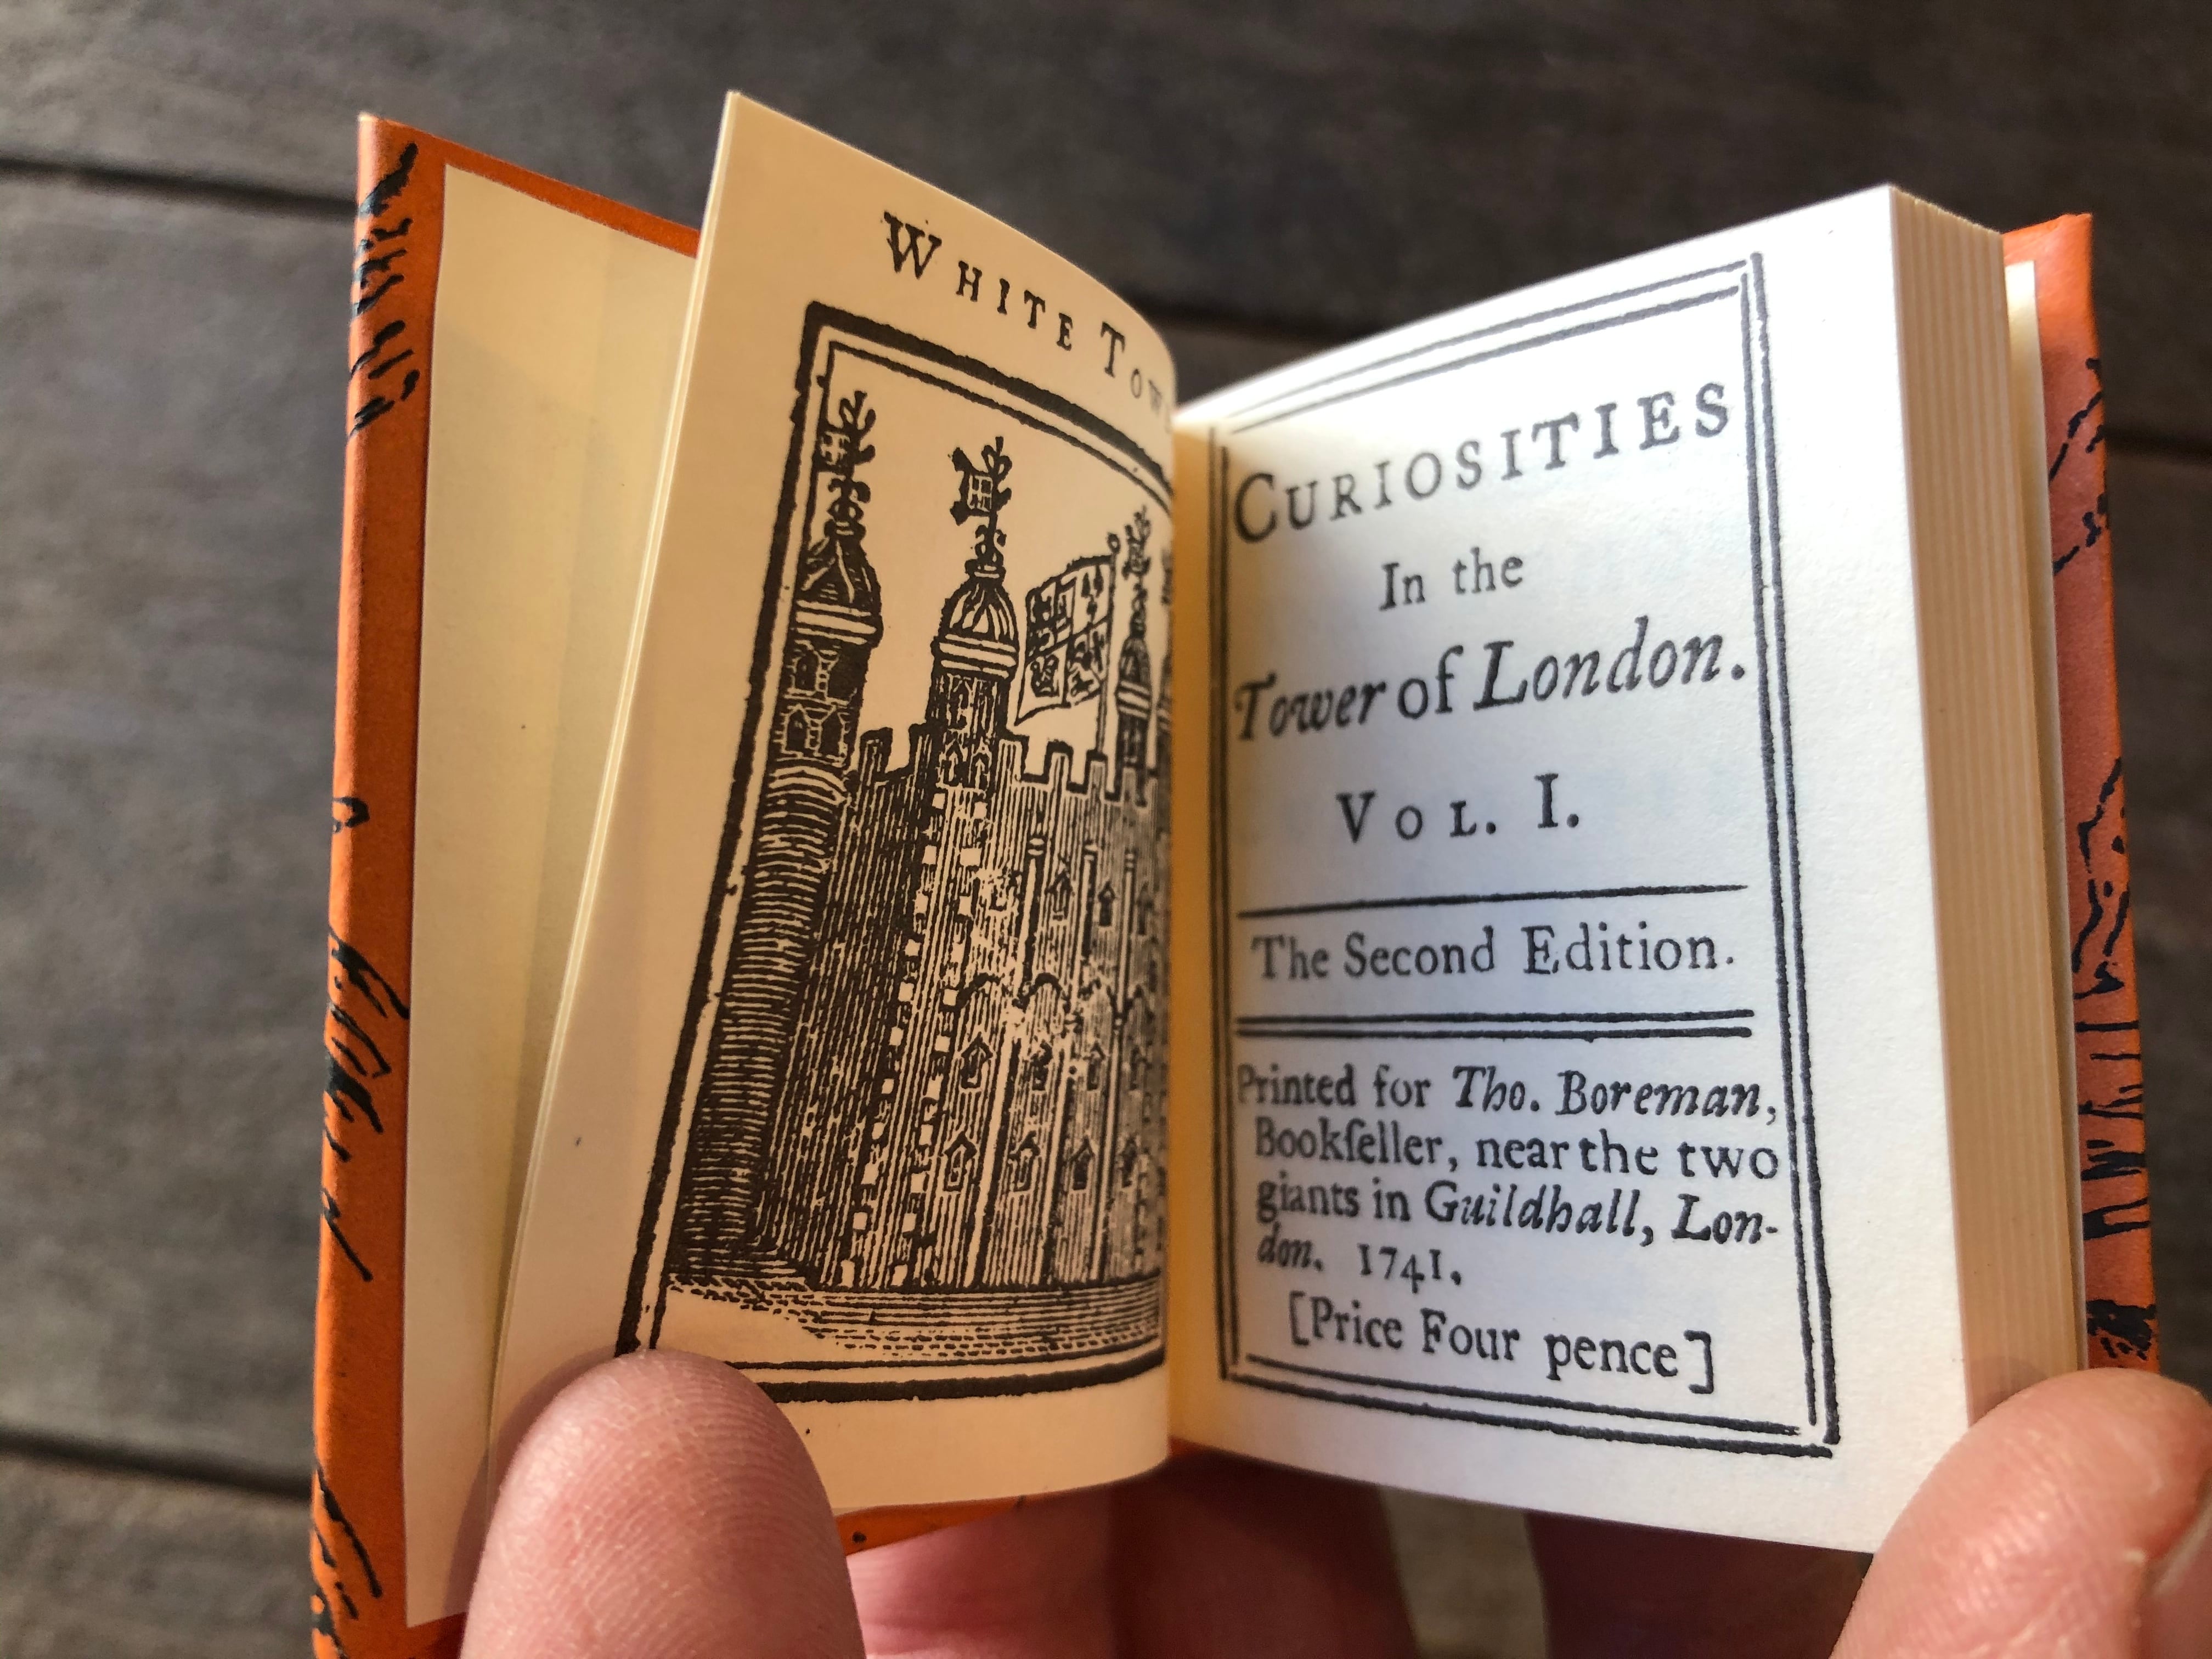 WHITE TOW
CURIOSITIES
In the
Tower of London.
VOL. I.
The Second Edition.
Printed for Tho. Boreman,
Bookſeller, near the two
giants in Guildhall, Lon-
don. 1741.
[Price Four pence]